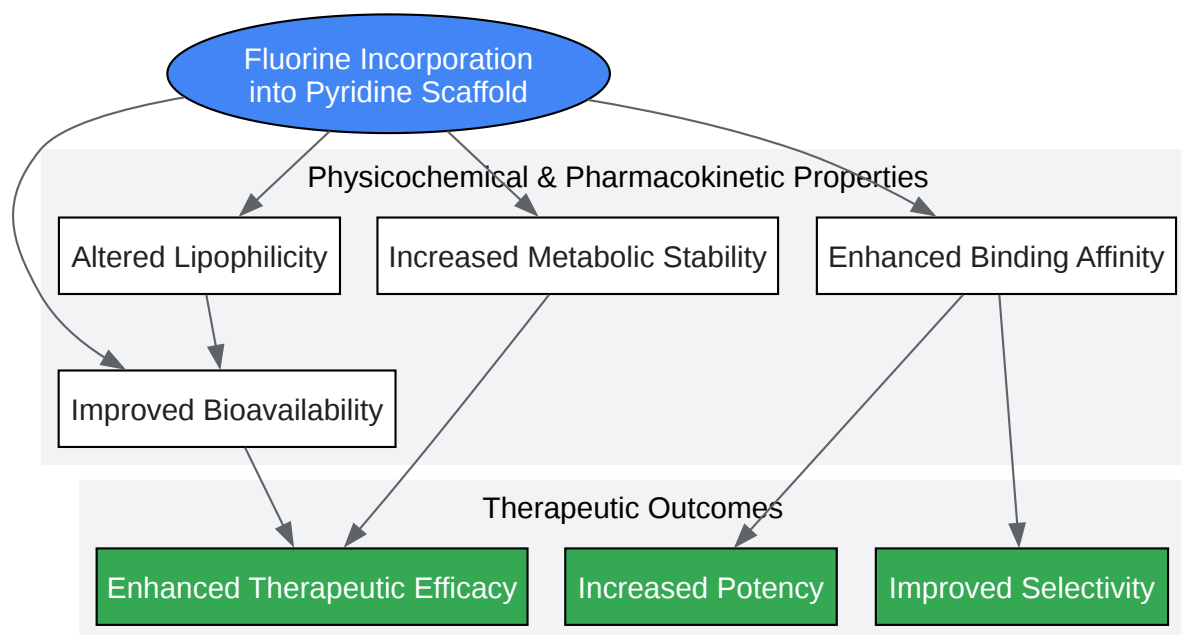 Fluorine Incorporation
into Pyridine Scaffold
Physicochemical & Pharmacokinetic Properties
Altered Lipophilicity
Increased Metabolic Stability
Enhanced Binding Affinity
Improved Bioavailability
Therapeutic Outcomes
Enhanced Therapeutic Efficacy
Increased Potency
Improved Selectivity